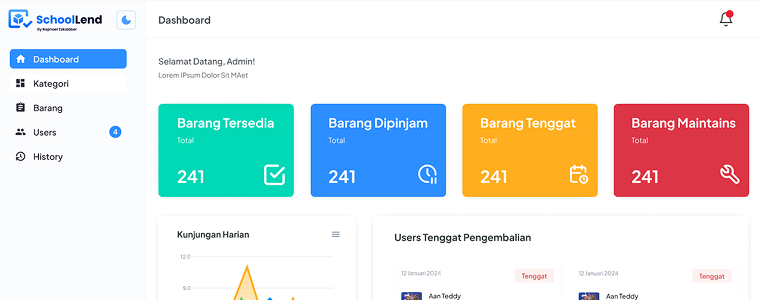 SchoolLend
By Raphael Eskalaber
Dashboard
Kategori
Barang
Users 4
History
Dashboard
Selamat Datang, Admin!
Lorem IPsum Dolor Sit MAet
Barang Tersedia
Total
241
Barang Dipinjam
Total
241
Barang Tenggat
Total
241
Barang Maintains
Total
241
Kunjungan Harian
12.0
9.0
Users Tenggat Pengembalian
12 Januari 2024 Tenggat
Aan Teddy
12 Januari 2024 Tenggat
Aan Teddy